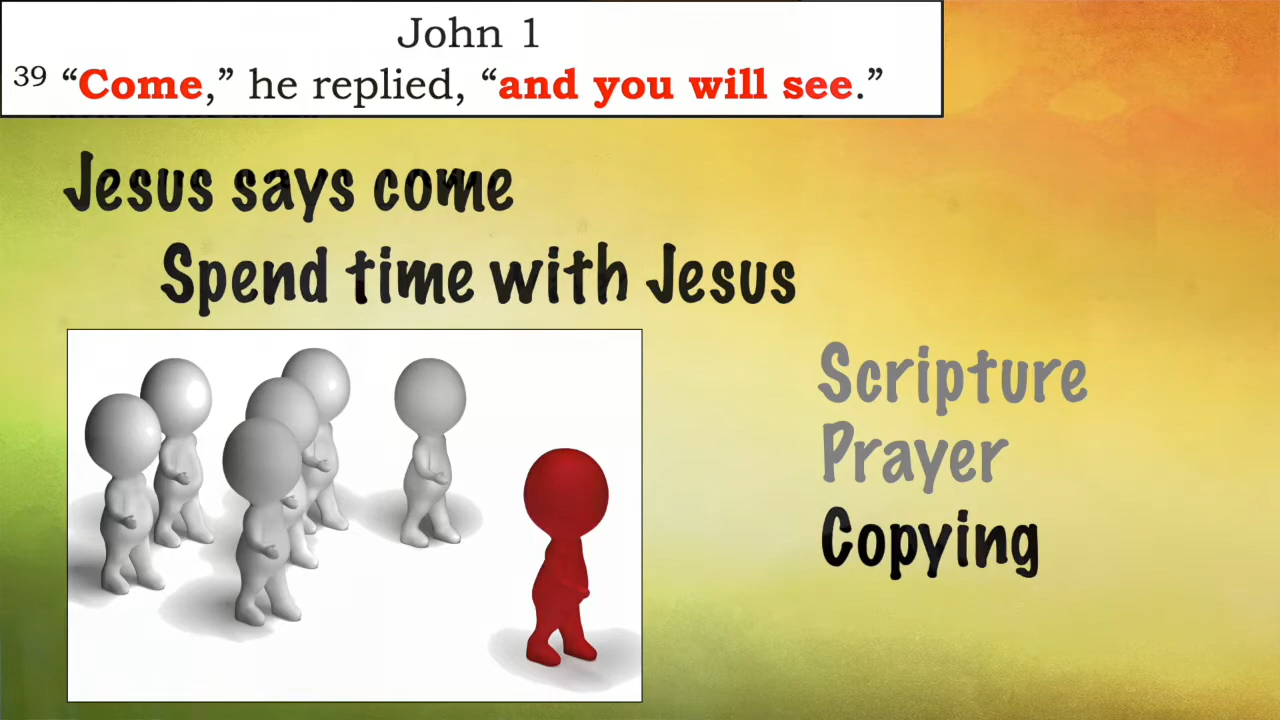 John 1
39 “Come,” he replied, “and you will see.”
Jesus says come
Spend time with Jesus
Scripture
Prayer
Copying